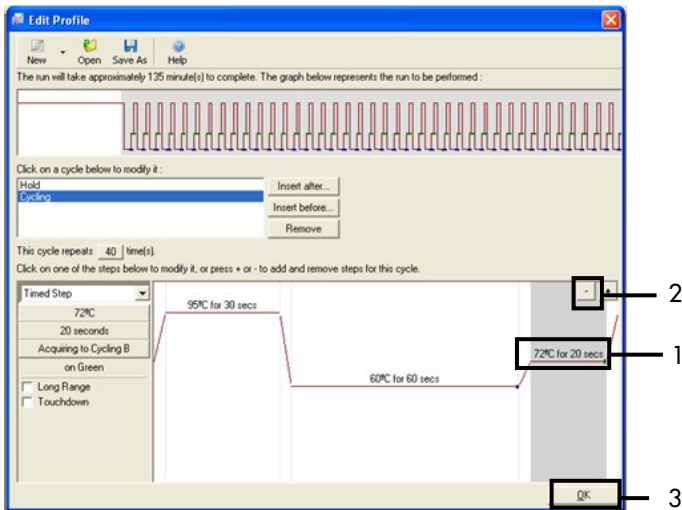 Edit Profile
New Open Save As Help
The run will take approximately 135 minute(s) to complete. The graph below represents the run to be performed :
Click on a cycle below to modify it :
Hold
Cycling
Insert after...
Insert before...
Remove
This cycle repeats 40 time(s).
Click on one of the steps below to modify it, or press + or - to add and remove steps for this cycle.
Timed Step
72ºC
20 seconds
Acquiring to Cycling B
on Green
Long Range
Touchdown
95ºC for 30 secs
60ºC for 60 secs
72ºC for 20 secs
- +
OK
2
1
3